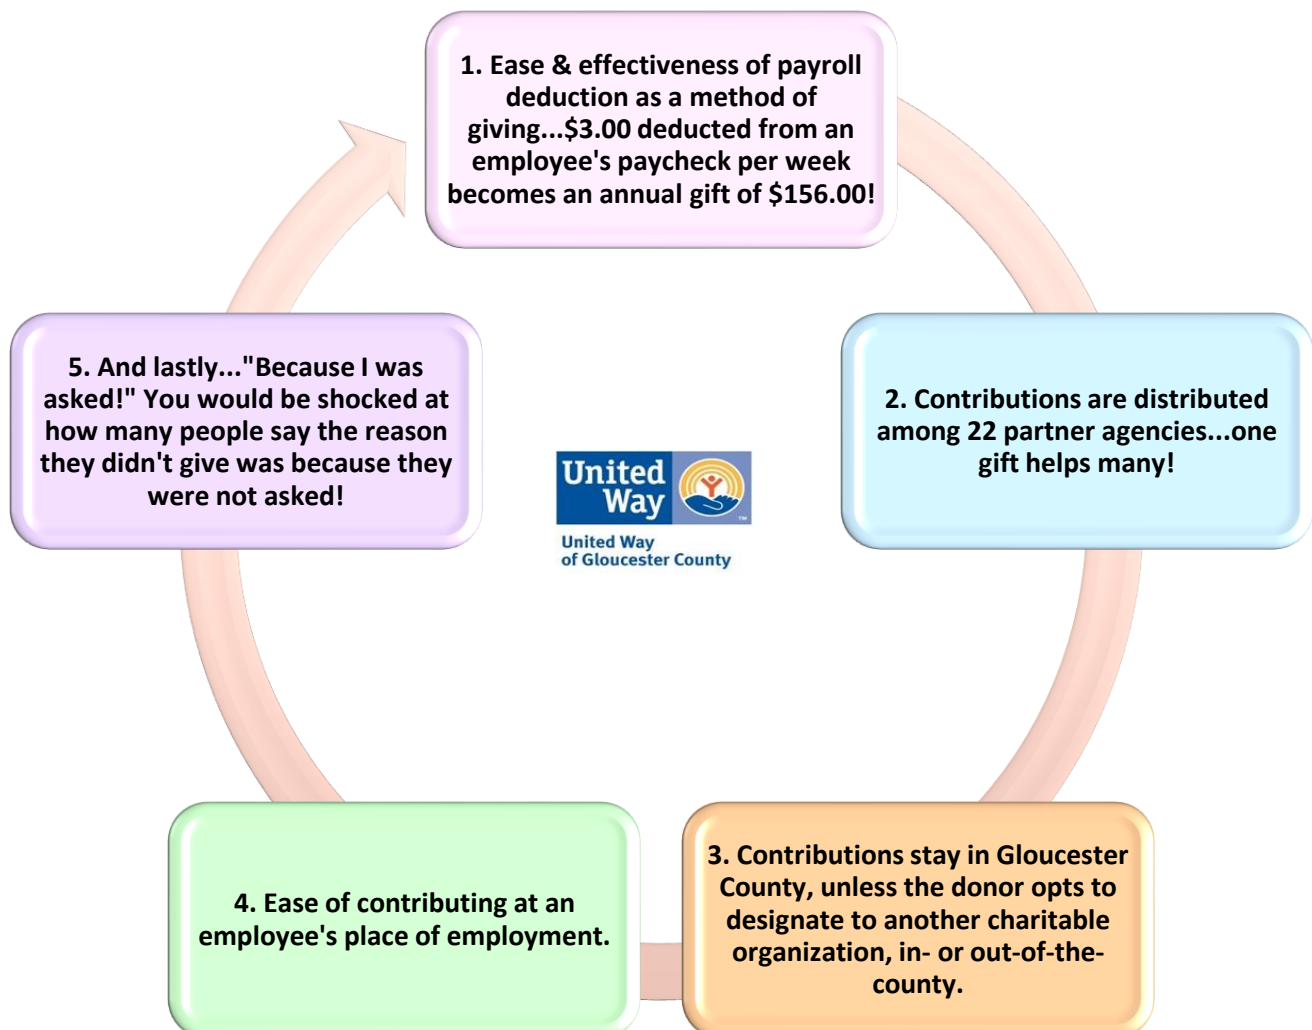 1. Ease & effectiveness of payroll
deduction as a method of
giving...$3.00 deducted from an
employee's paycheck per week
becomes an annual gift of $156.00!
2. Contributions are distributed
among 22 partner agencies...one
gift helps many!
3. Contributions stay in Gloucester
County, unless the donor opts to
designate to another charitable
organization, in- or out-of-the-
county.
4. Ease of contributing at an
employee's place of employment.
5. And lastly..."Because I was
asked!" You would be shocked at
how many people say the reason
they didn't give was because they
were not asked!
United
Way
TM
United Way
of Gloucester County